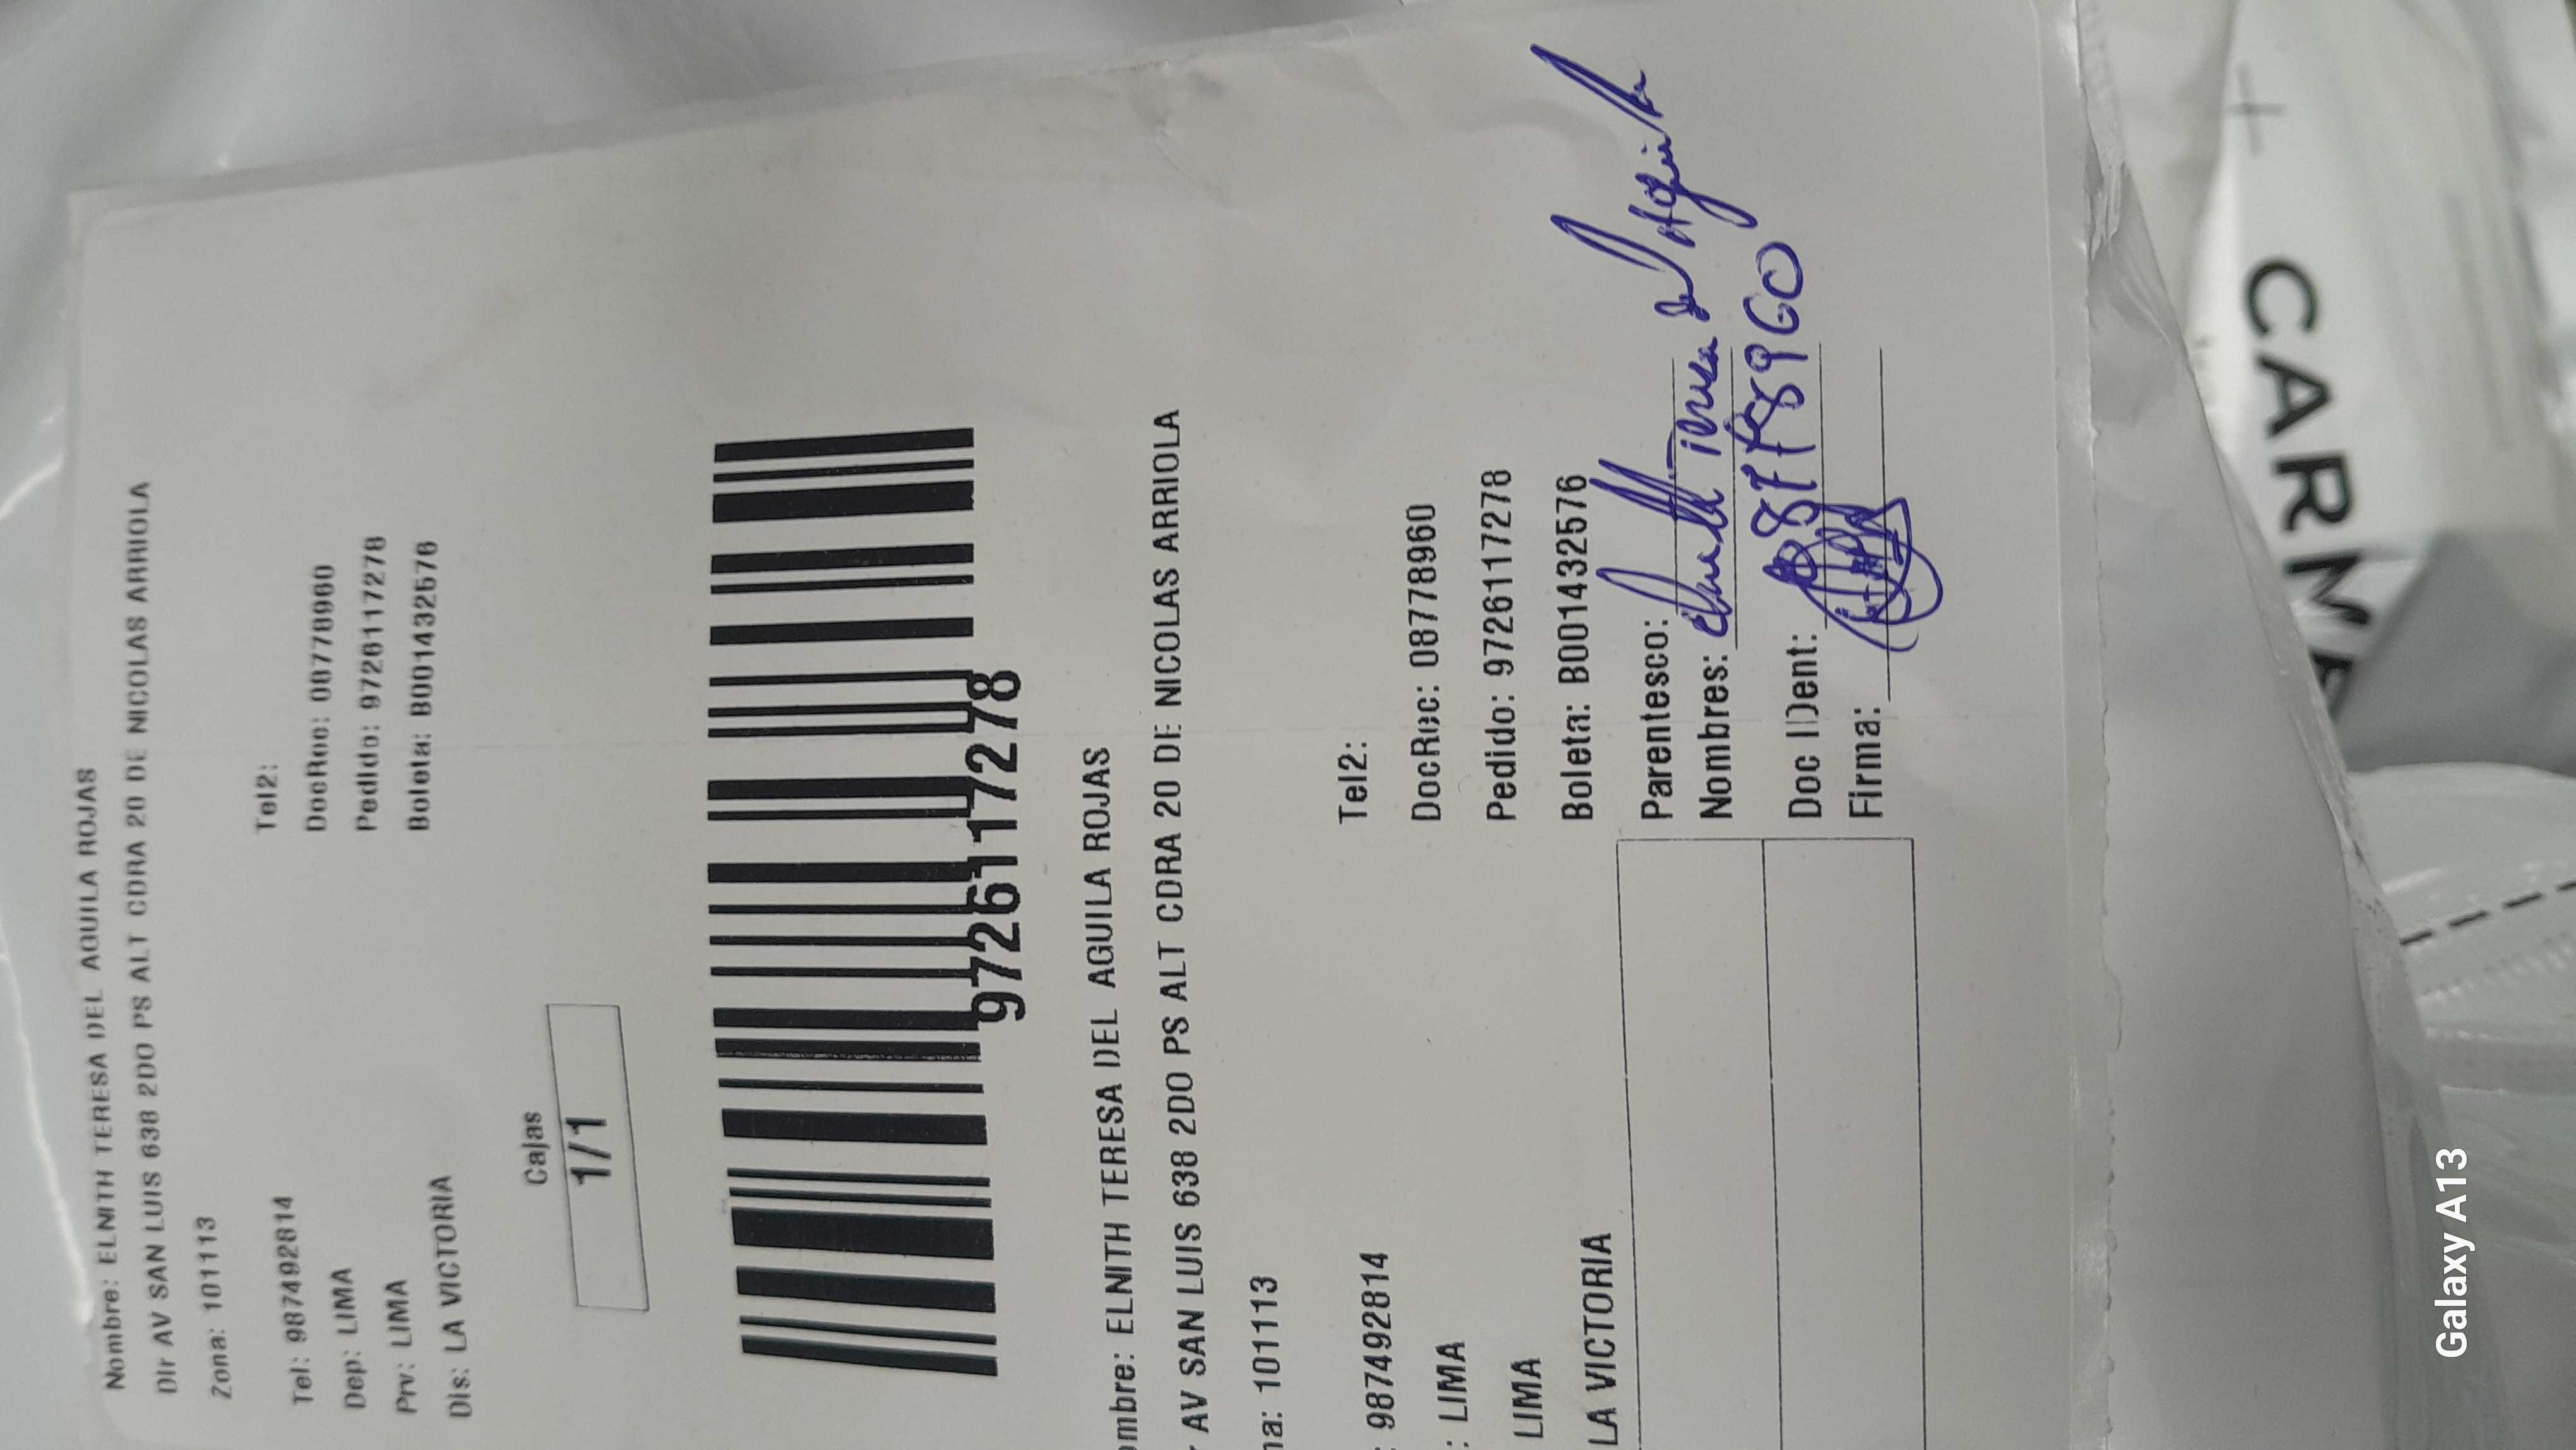 Nombre: ELNITH TERESA DEL AGUILA ROJAS
Dir AV SAN LUIS 638 2DO PS ALT CDRA 20 DE NICOLAS ARRIOLA
Zona: 101113
Tel: 987492814 Tel2:
Dep: LIMA DocRec: 08778960
Prv: LIMA Pedido: 9726117278
Dis: LA VICTORIA Boleta: B001432576
Cajas
1/1
9726117278
ombre: ELNITH TERESA DEL AGUILA ROJAS
AV SAN LUIS 638 2DO PS ALT CDRA 20 DE NICOLAS ARRIOLA
na: 101113
: 987492814 Tel2:
: LIMA DocRec: 08778960
LIMA Pedido: 9726117278
LA VICTORIA Boleta: B001432576
Parentesco:
Nombres: Teresa del Aguila
Doc IDent: 08778960
Firma:
+ CARME
Galaxy A13